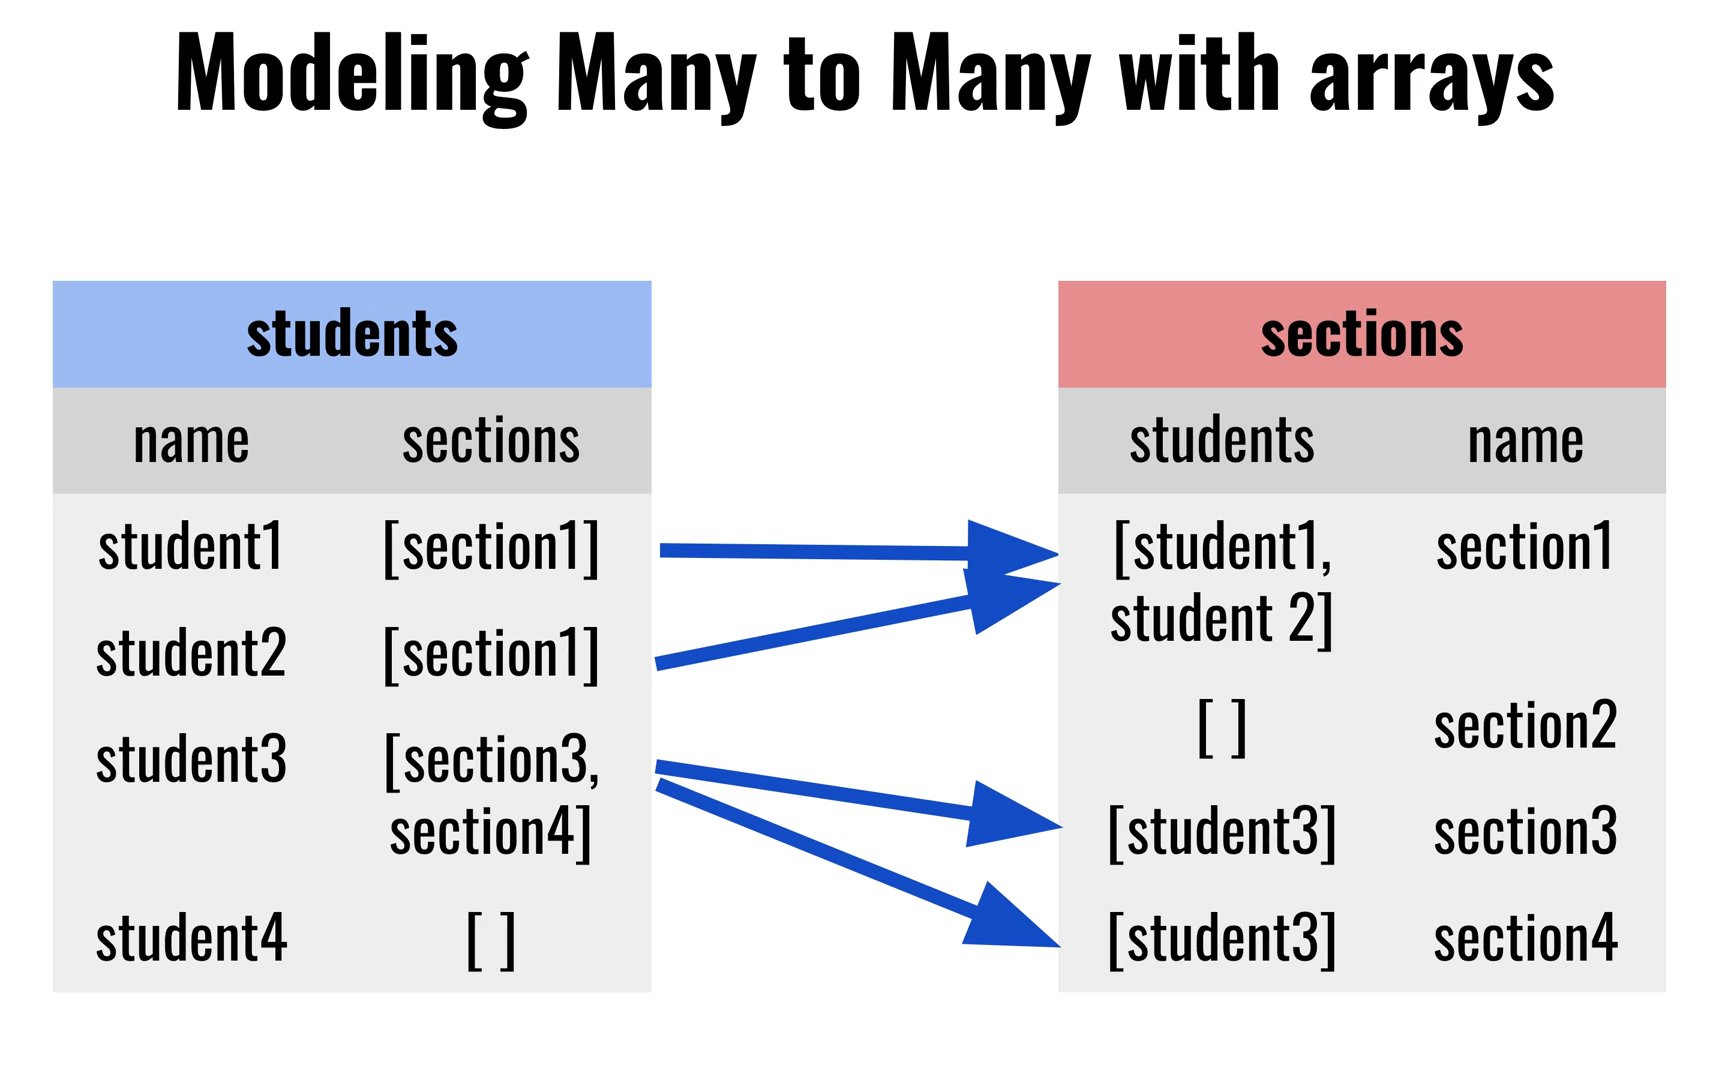 Modeling Many to Many with arrays
students
name sections
student1 [section1]
student2 [section1]
student3 [section3,
section4]
student4 [ ]
sections
students name
[student1, section1
student 2]
[ ] section2
[student3] section3
[student3] section4